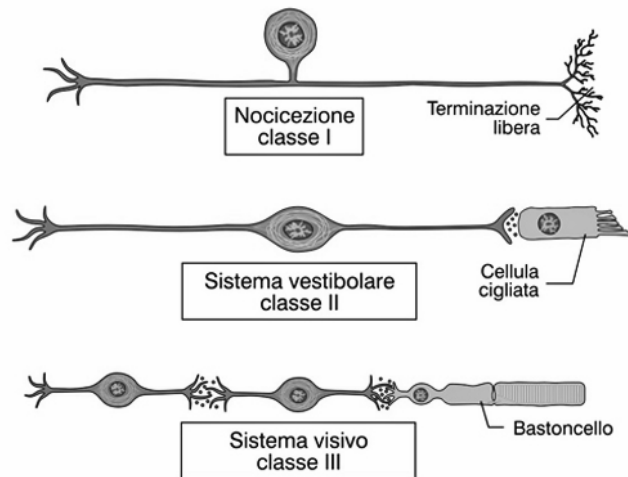 Nocicezione
classe I
Terminazione
libera
Sistema vestibolare
classe II
Cellula
cigliata
Sistema visivo
classe III
Bastoncello